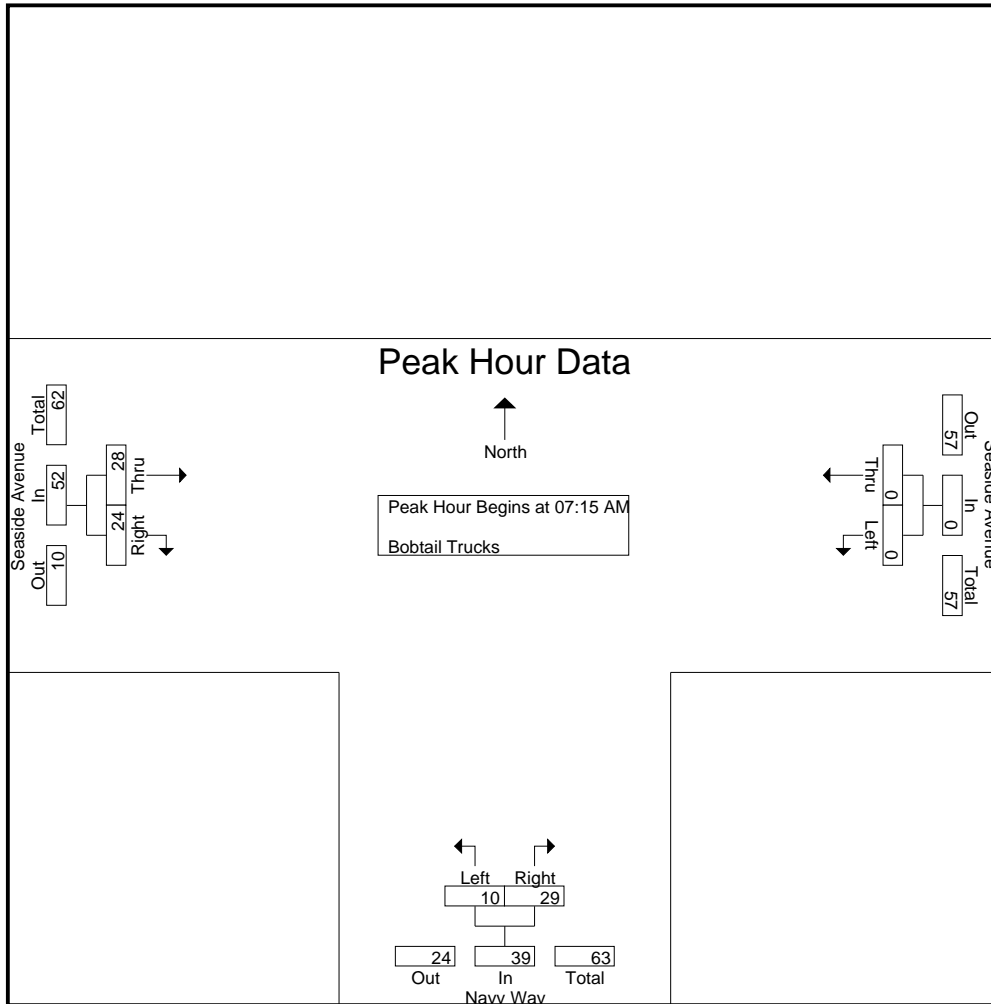 Peak Hour Data
North
Peak Hour Begins at 07:15 AM
Bobtail Trucks
Seaside Avenue
Total
62
In
52
Out
10
28
Thru
24
Right
Seaside Avenue
Out
57
In
0
Total
57
Thru
0
Left
0
Left Right
10 29
24 39 63
Out In Total
Navy Way